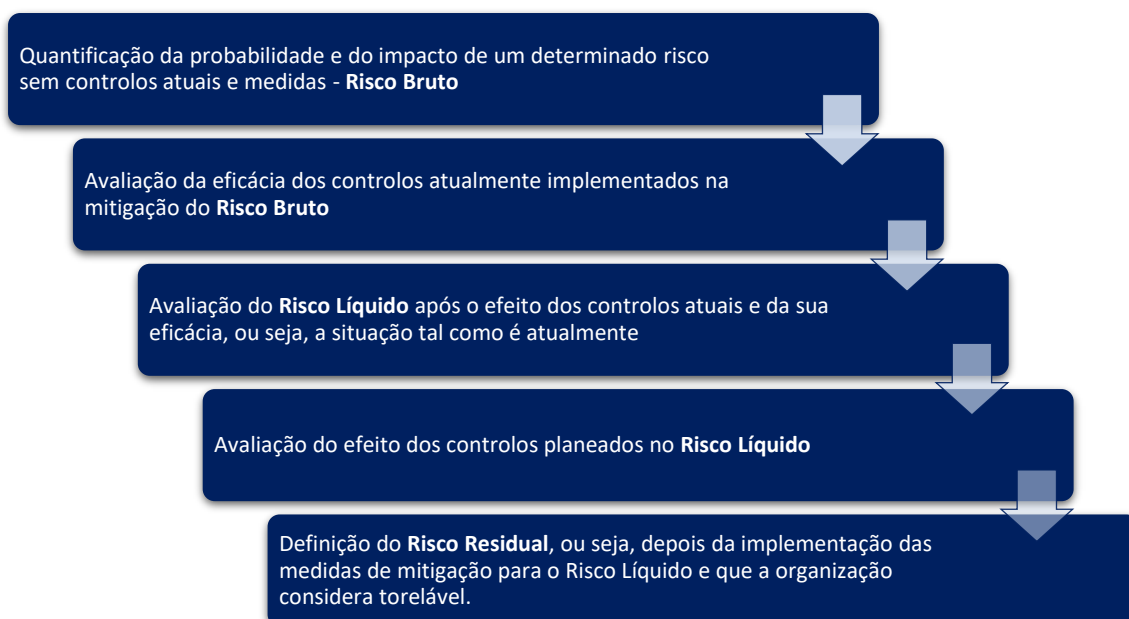 Quantificação da probabilidade e do impacto de um determinado risco
sem controlos atuais e medidas - Risco Bruto
Avaliação da eficácia dos controlos atualmente implementados na
mitigação do Risco Bruto
Avaliação do Risco Líquido após o efeito dos controlos atuais e da sua
eficácia, ou seja, a situação tal como é atualmente
Avaliação do efeito dos controlos planeados no Risco Líquido
Definição do Risco Residual, ou seja, depois da implementação das
medidas de mitigação para o Risco Líquido e que a organização
considera torelável.